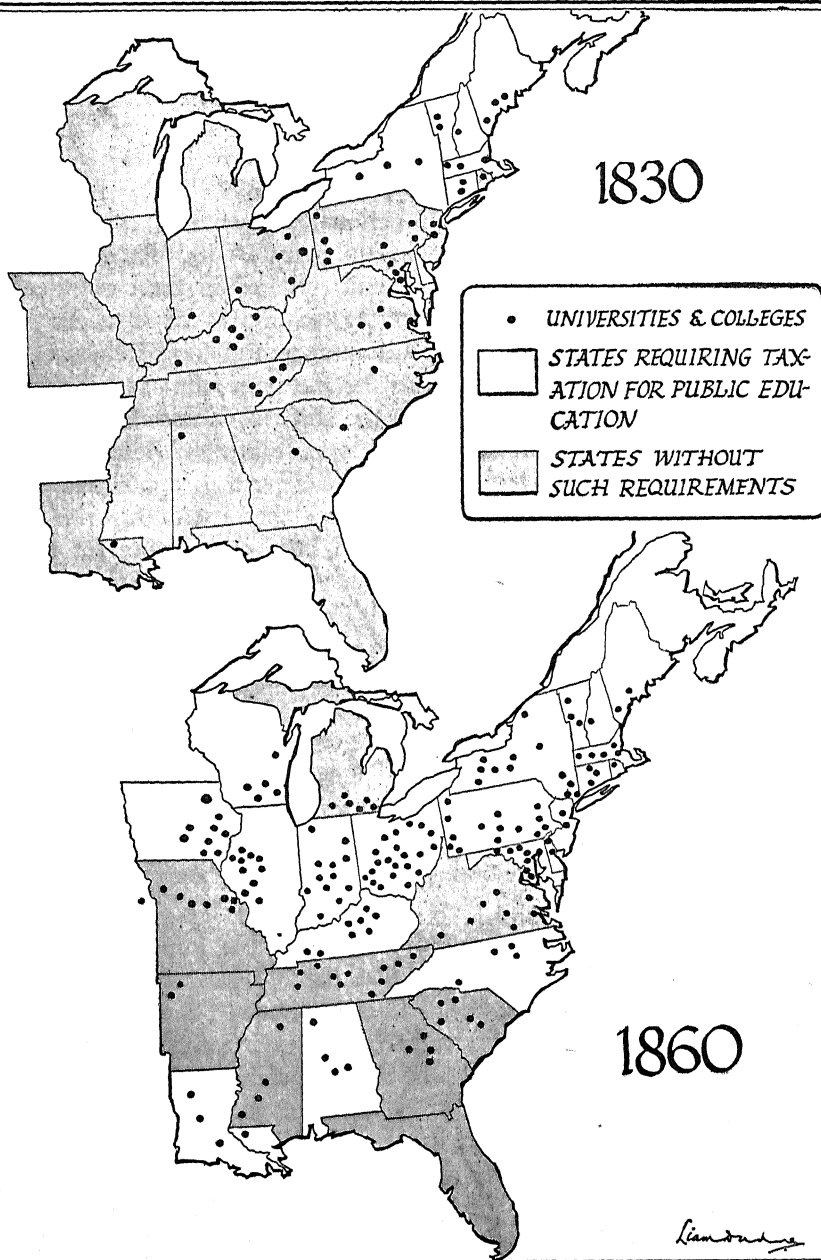 1830
UNIVERSITIES & COLLEGES
STATES REQUIRING TAX-
ATION FOR PUBLIC EDU-
CATION
STATES WITHOUT
SUCH REQUIREMENTS
1860